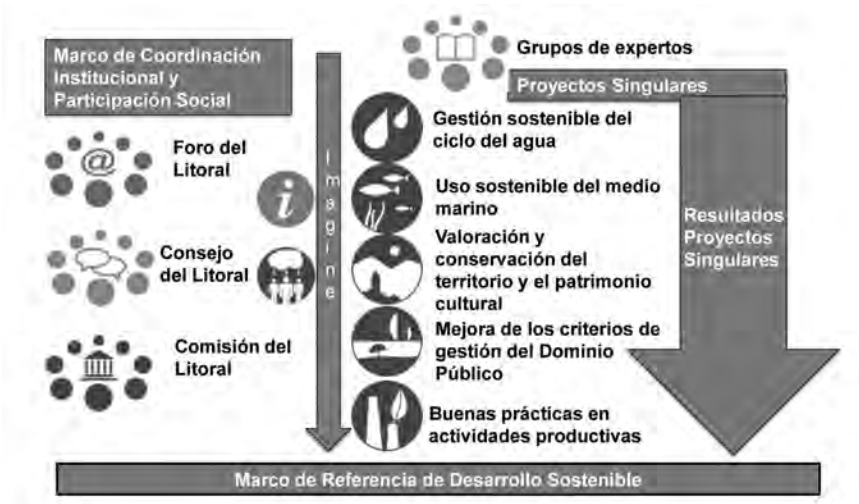 Marco de Coordinación
Institucional y
Participación Social
Foro del
Litoral
@
i
Consejo
del Litoral
Comisión del
Litoral
Imagine
Grupos de expertos
Proyectos Singulares
Gestión sostenible del
ciclo del agua
Uso sostenible del medio
marino
Valoración y
conservación del
territorio y el patrimonio
cultural
Mejora de los criterios de
gestión del Dominio
Público
Buenas prácticas en
actividades productivas
Resultados
Proyectos
Singulares
Marco de Referencia de Desarrollo Sostenible